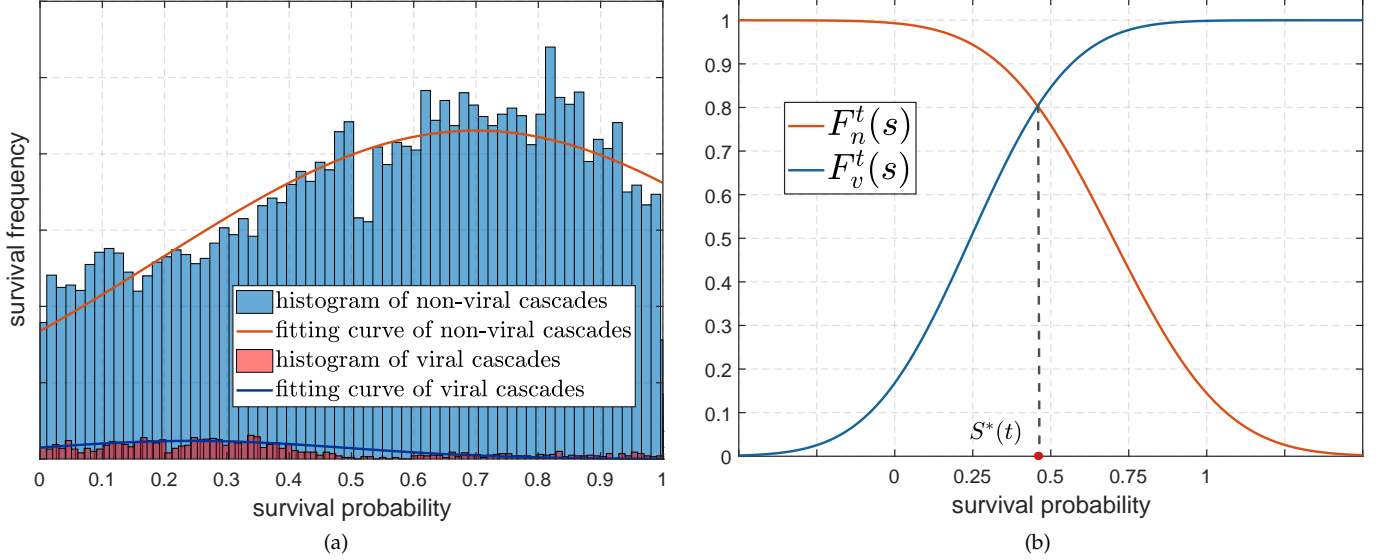 survival frequency
histogram of non-viral cascades
fitting curve of non-viral cascades
histogram of viral cascades
fitting curve of viral cascades
0 0.1 0.2 0.3 0.4 0.5 0.6 0.7 0.8 0.9 1
survival probability
(a)
1
0.9
0.8
0.7
0.6
0.5
0.4
0.3
0.2
0.1
0
$F_n^t(s)$
$F_v^t(s)$
$S^*(t)$
0 0.25 0.5 0.75 1
survival probability
(b)